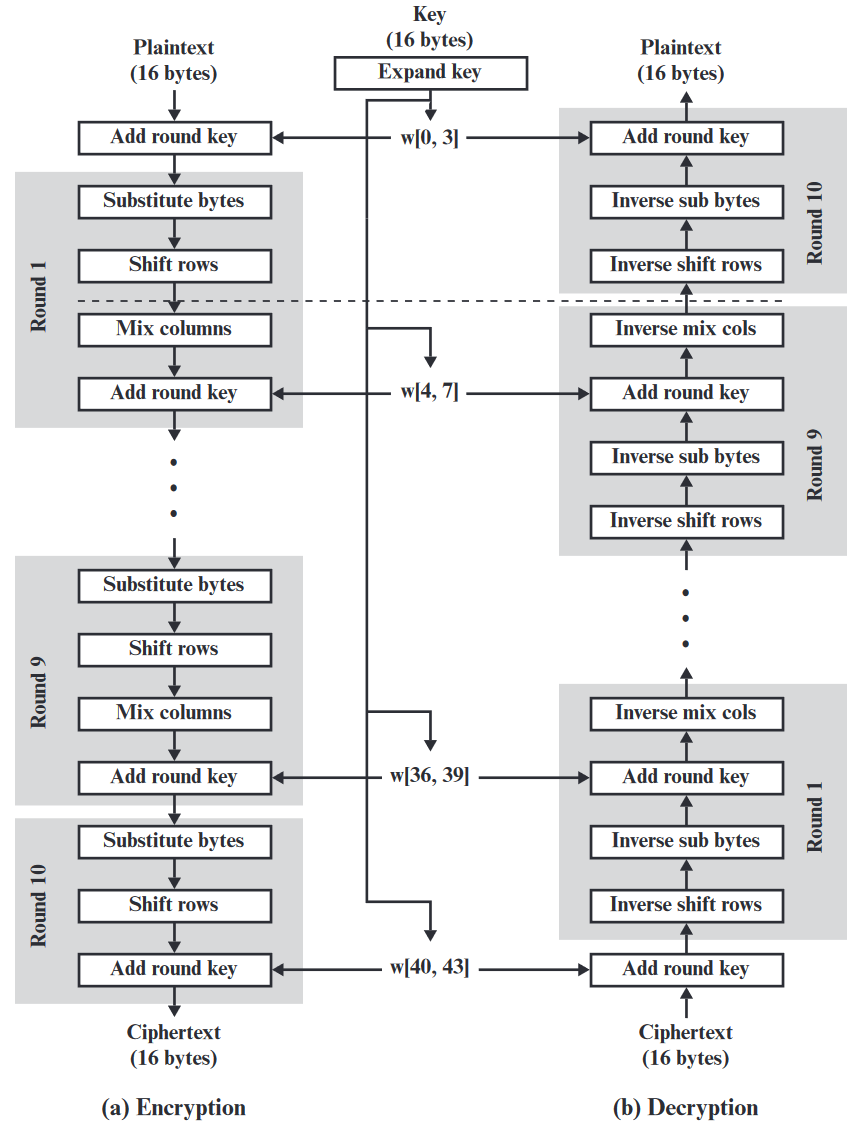 Key
(16 bytes)
Expand key
Plaintext
(16 bytes)
Add round key
Round 1
Substitute bytes
Shift rows
Mix columns
Add round key
Round 9
Substitute bytes
Shift rows
Mix columns
Add round key
Round 10
Substitute bytes
Shift rows
Add round key
Ciphertext
(16 bytes)
(a) Encryption
w[0, 3]
w[4, 7]
w[36, 39]
w[40, 43]
Plaintext
(16 bytes)
Add round key
Inverse sub bytes
Inverse shift rows
Round 10
Inverse mix cols
Add round key
Inverse sub bytes
Inverse shift rows
Round 9
Inverse mix cols
Add round key
Inverse sub bytes
Inverse shift rows
Round 1
Add round key
Ciphertext
(16 bytes)
(b) Decryption